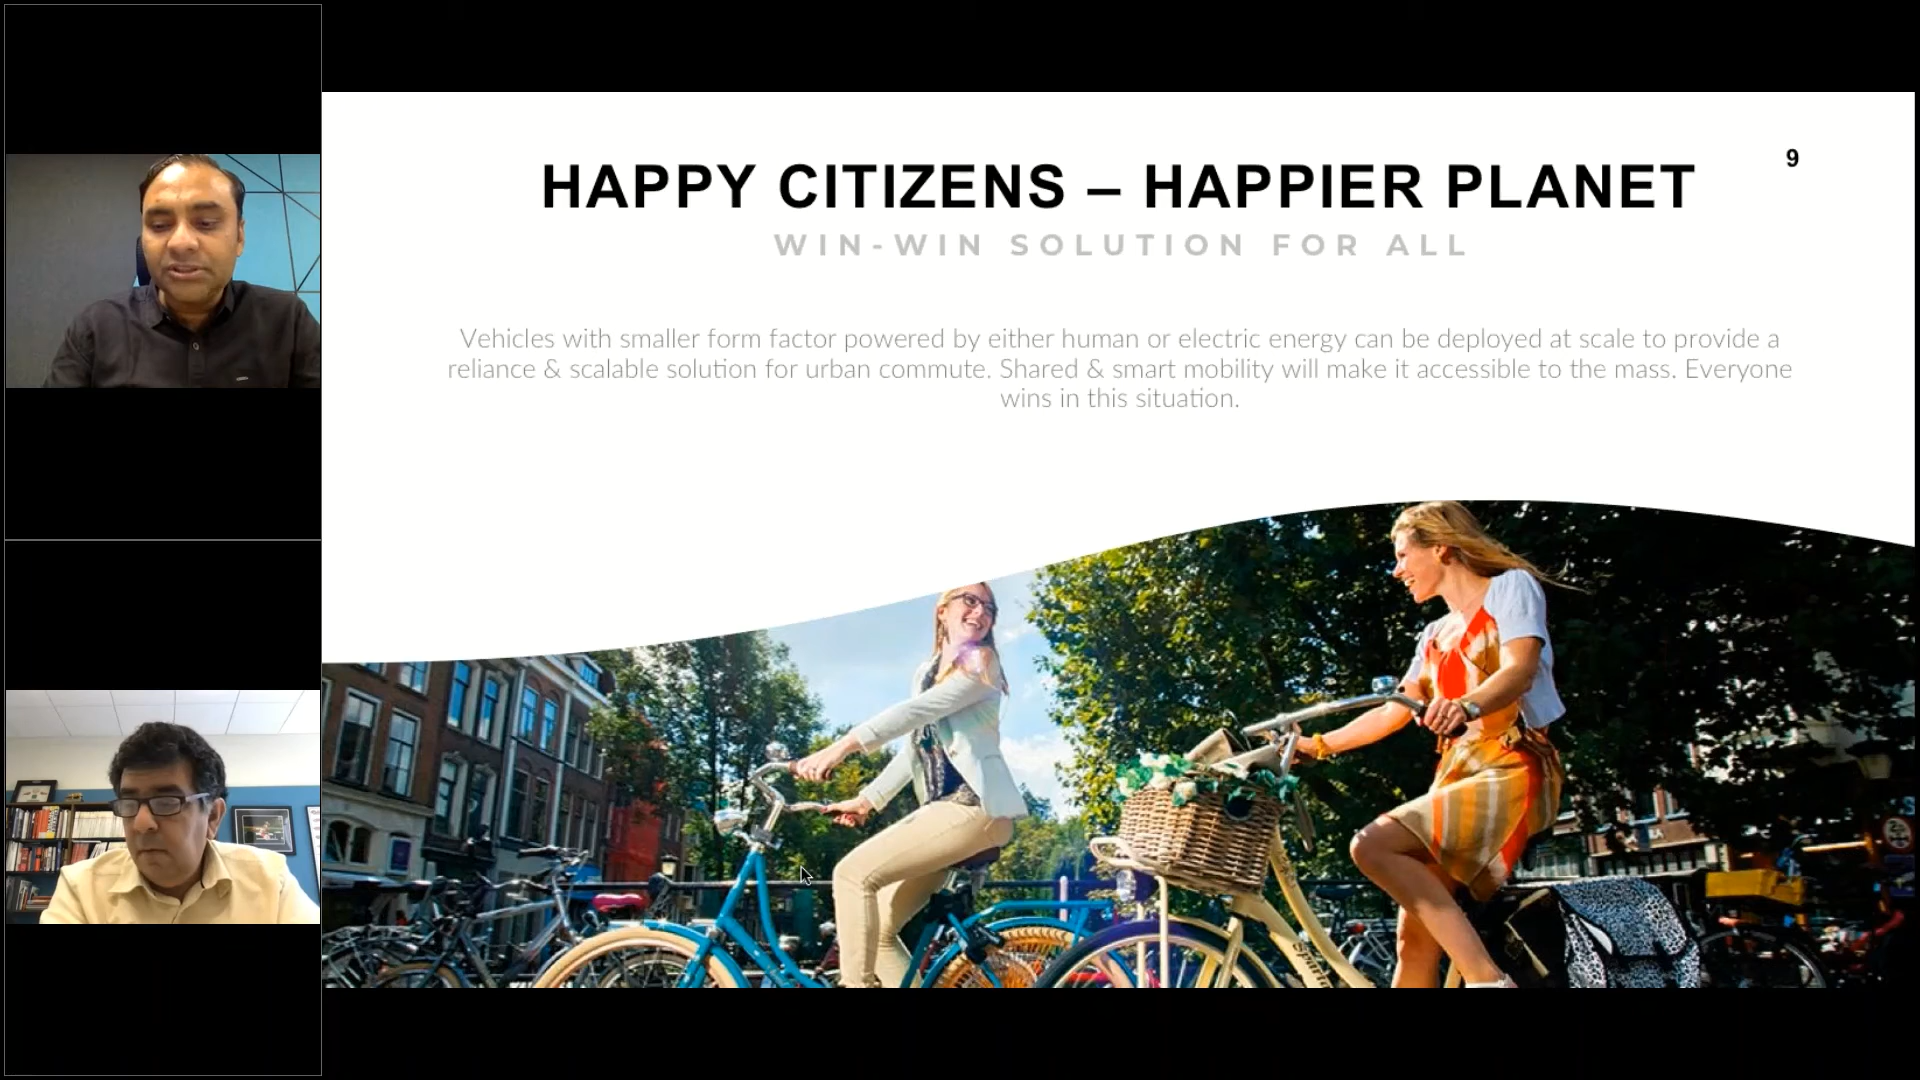 9
HAPPY CITIZENS – HAPPIER PLANET
WIN-WIN SOLUTION FOR ALL
Vehicles with smaller form factor powered by either human or electric energy can be deployed at scale to provide a
reliance & scalable solution for urban commute. Shared & smart mobility will make it accessible to the mass. Everyone
wins in this situation.